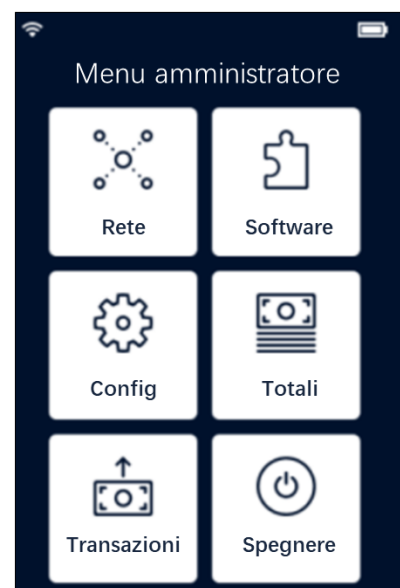 Menu amministratore
Rete Software
Config Totali
Transazioni Spegnere